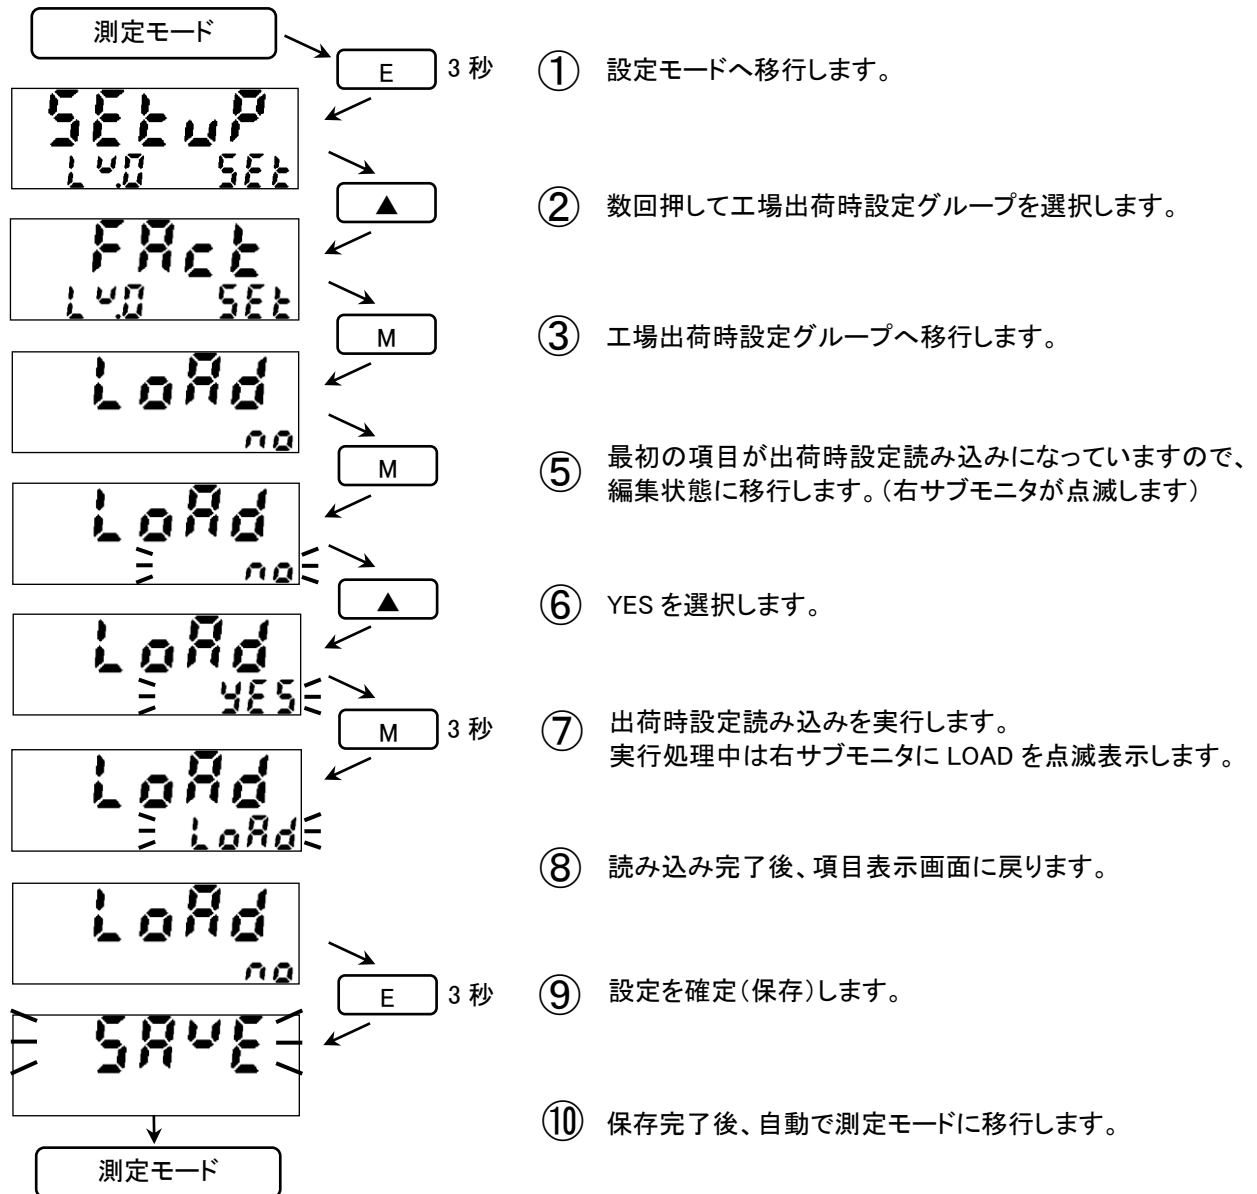 測定モード
E 3 秒 ① 設定モードへ移行します。
SEtuP
Lv.0 SEt
▲ ② 数回押して工場出荷時設定グループを選択します。
FAct
Lv.0 SEt
M ③ 工場出荷時設定グループへ移行します。
LoAd
no
M ⑤ 最初の項目が出荷時設定読み込みになっていますので、
編集状態に移行します。（右サブモニタが点滅します）
LoAd
no
▲ ⑥ YES を選択します。
LoAd
YES
M 3 秒 ⑦ 出荷時設定読み込みを実行します。
実行処理中は右サブモニタに LOAD を点滅表示します。
LoAd
LoAd
⑧ 読み込み完了後、項目表示画面に戻ります。
LoAd
no
E 3 秒 ⑨ 設定を確定（保存）します。
SAvE
⑩ 保存完了後、自動で測定モードに移行します。
測定モード